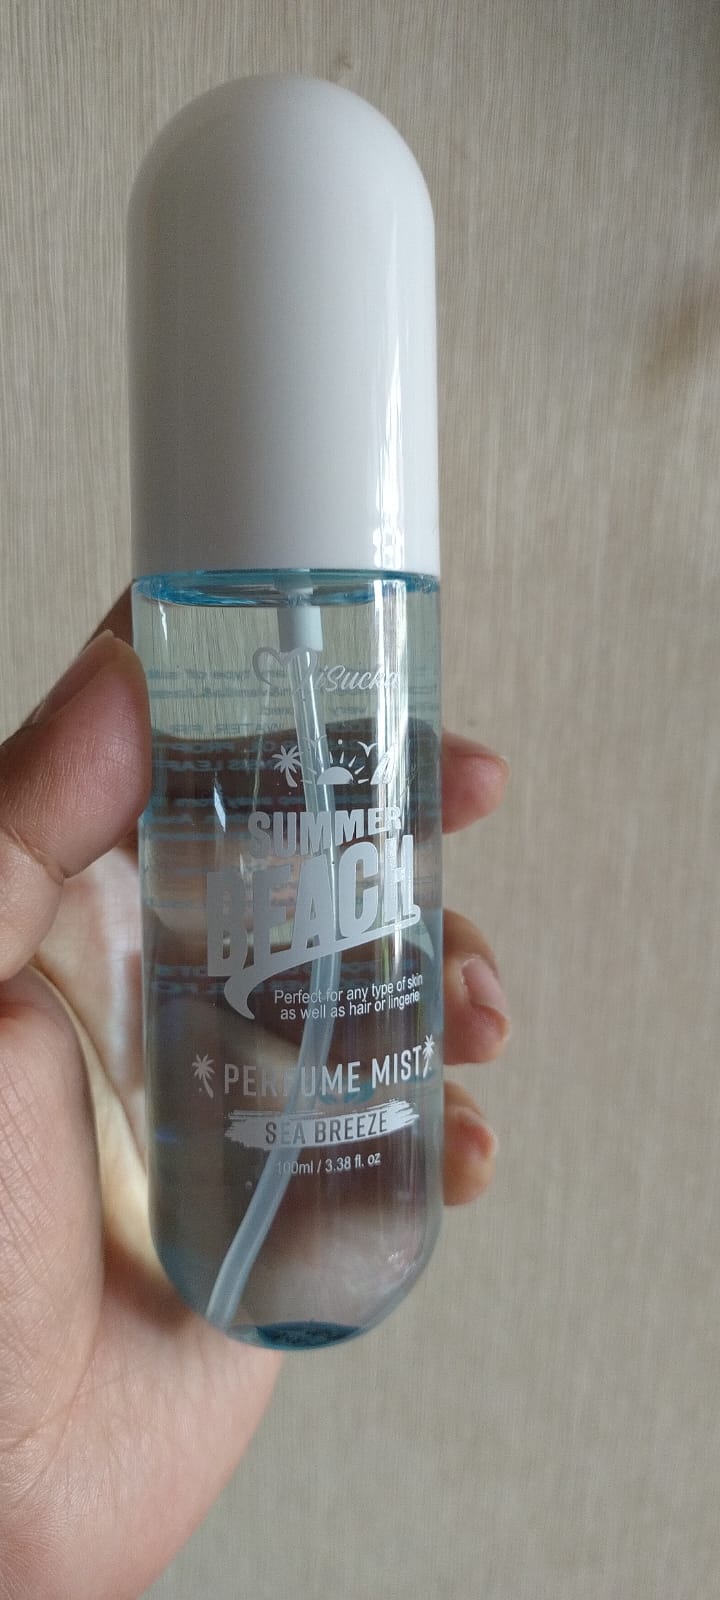 MiSucka
SUMMER
BEACH
Perfect for any type of skin
as well as hair or lingerie
PERFUME MIST
SEA BREEZE
100ml / 3.38 fl. oz